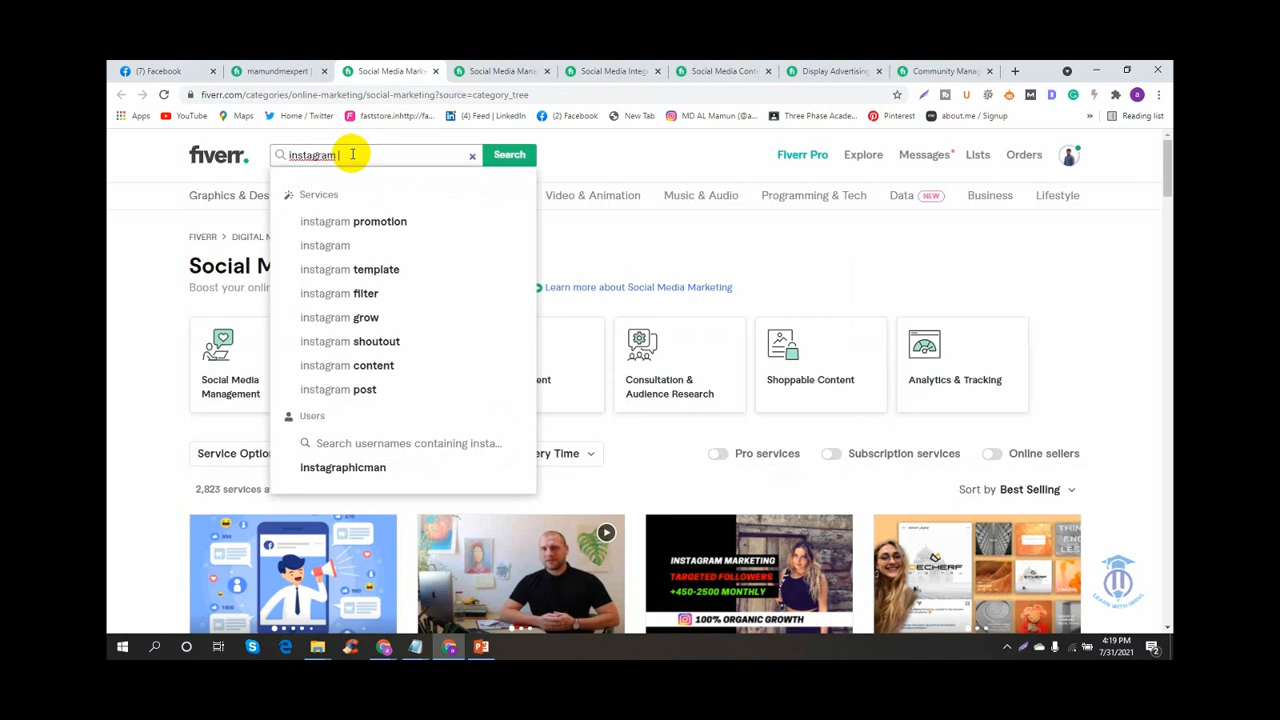 (7) Facebook
mamundmexpert |
Social Media Marke
Social Media Mana
Social Media Integ
Social Media Conte
Display Advertising
Community Manag
fiverr.com/categories/online-marketing/social-marketing?source=category_tree
Apps
YouTube
Maps
Home / Twitter
faststore.inhttp://fa...
(4) Feed | LinkedIn
(2) Facebook
New Tab
MD AL Mamun (@a...
Three Phase Acade...
Pinterest
about.me / Signup
Reading list
fiverr.
instagram
Search
Fiverr Pro
Explore
Messages
Lists
Orders
Graphics & Des
Video & Animation
Music & Audio
Programming & Tech
Data NEW
Business
Lifestyle
Services
instagram promotion
instagram
instagram template
instagram filter
instagram grow
instagram shoutout
instagram content
instagram post
Users
Search usernames containing insta...
instagraphicman
FIVERR > DIGITAL M
Social M
Boost your onlin
Learn more about Social Media Marketing
Social Media
Management
ent
Consultation &
Audience Research
Shoppable Content
Analytics & Tracking
Service Optio
ery Time
Pro services
Subscription services
Online sellers
2,823 services a
Sort by Best Selling
INSTAGRAM MARKETING
TARGETED FOLLOWERS
+450-2500 MONTHLY
100% ORGANIC GROWTH
DECHERF
4:19 PM
7/31/2021